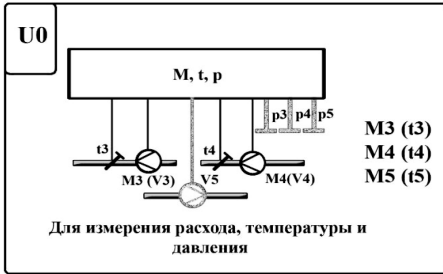 U0
M, t, p
p3 p4 p5
t3
t4
M3 (V3)
V5
M4(V4)
M3 (t3)
M4 (t4)
M5 (t5)
Для измерения расхода, температуры и
давления